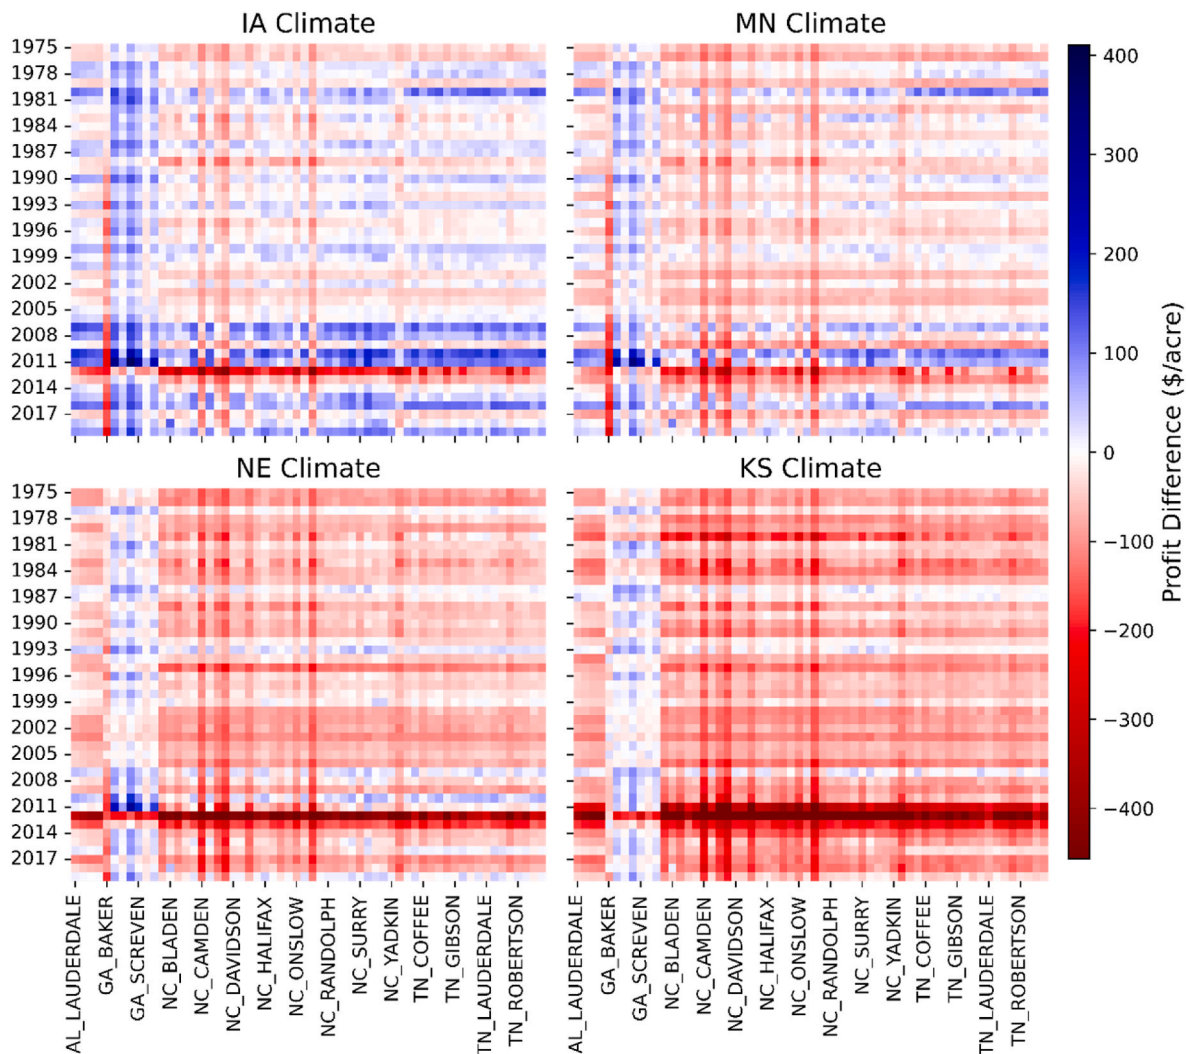 IA Climate
MN Climate
1975
1978
1981
1984
1987
1990
1993
1996
1999
2002
2005
2008
2011
2014
2017
NE Climate
KS Climate
1975
1978
1981
1984
1987
1990
1993
1996
1999
2002
2005
2008
2011
2014
2017
AL_LAUDERDALE
GA_BAKER
GA_SCREVEN
NC_BLADEN
NC_CAMDEN
NC_DAVIDSON
NC_HALIFAX
NC_ONSLOW
NC_RANDOLPH
NC_SURRY
NC_YADKIN
TN_COFFEE
TN_GIBSON
TN_LAUDERDALE
TN_ROBERTSON
AL_LAUDERDALE
GA_BAKER
GA_SCREVEN
NC_BLADEN
NC_CAMDEN
NC_DAVIDSON
NC_HALIFAX
NC_ONSLOW
NC_RANDOLPH
NC_SURRY
NC_YADKIN
TN_COFFEE
TN_GIBSON
TN_LAUDERDALE
TN_ROBERTSON
400
300
200
100
0
−100
−200
−300
−400
Profit Difference ($/acre)